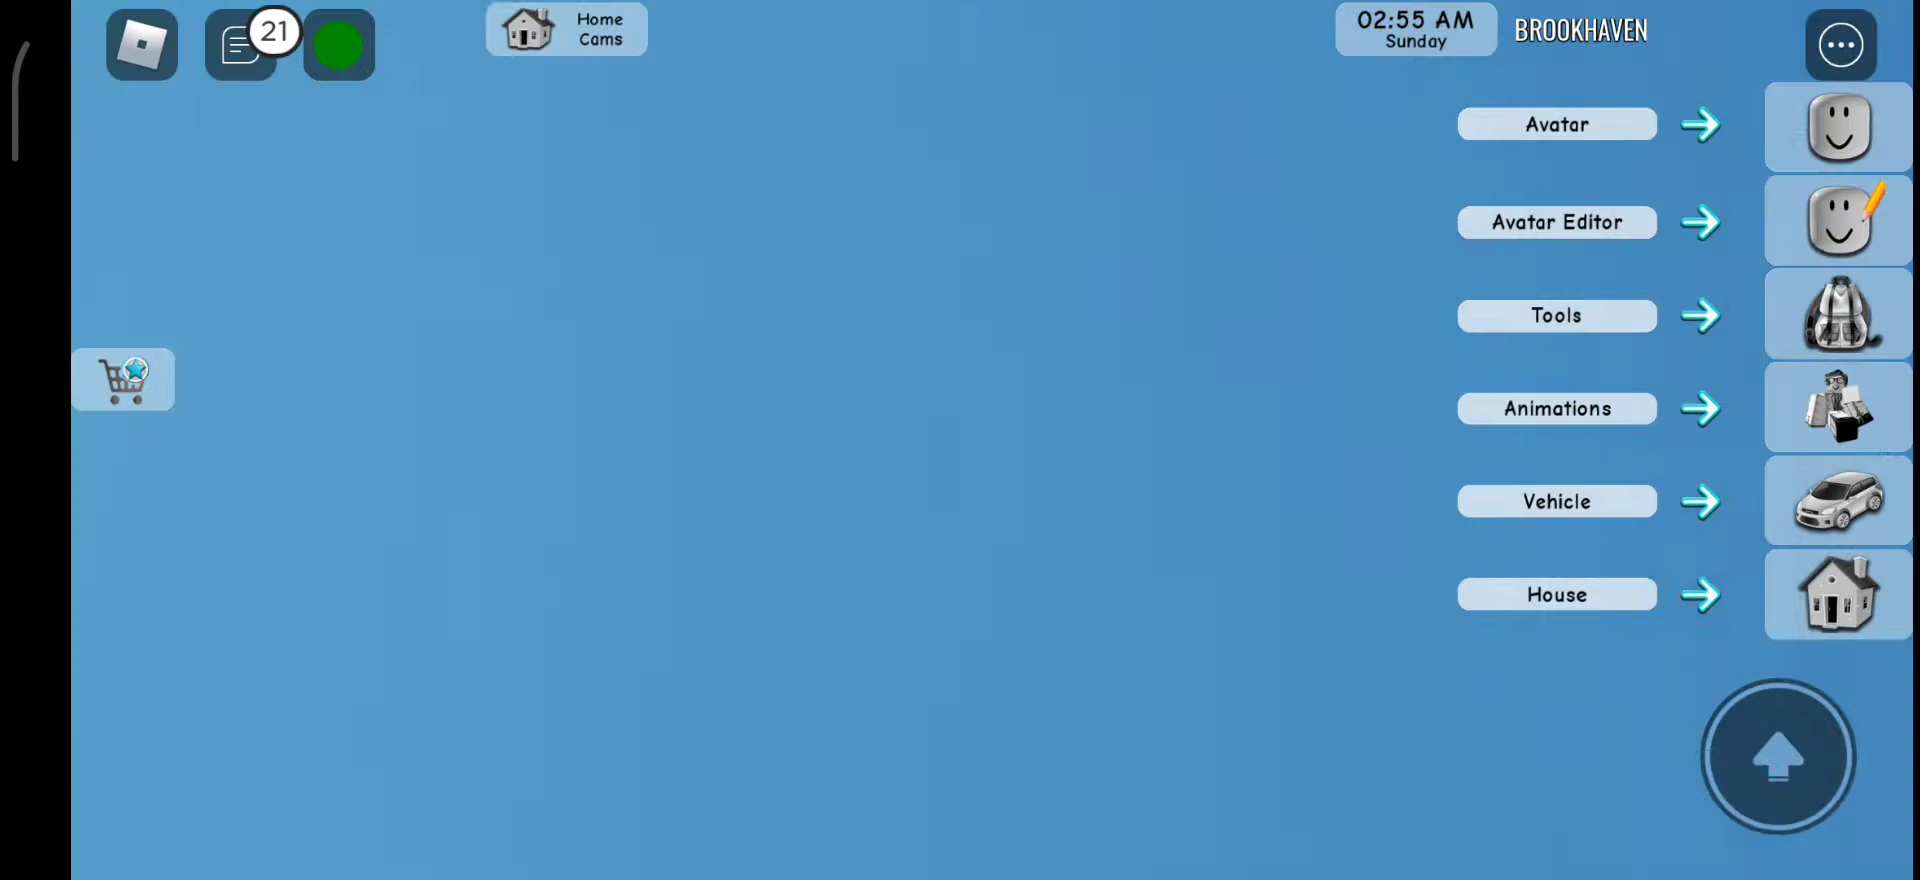 21
Home
Cams
02:55 AM
Sunday
BROOKHAVEN
Avatar
Avatar Editor
Tools
Animations
Vehicle
House